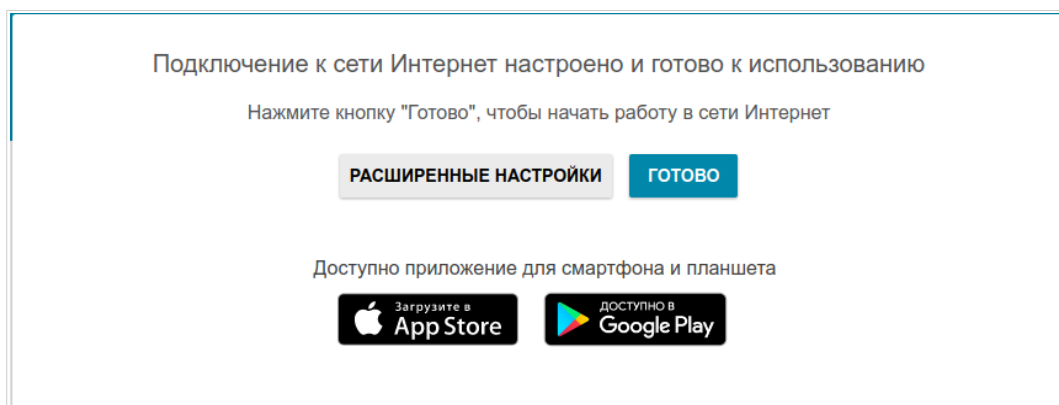 Подключение к сети Интернет настроено и готово к использованию
Нажмите кнопку "Готово", чтобы начать работу в сети Интернет
РАСШИРЕННЫЕ НАСТРОЙКИ ГОТОВО
Доступно приложение для смартфона и планшета
Загрузите в
App Store
ДОСТУПНО В
Google Play